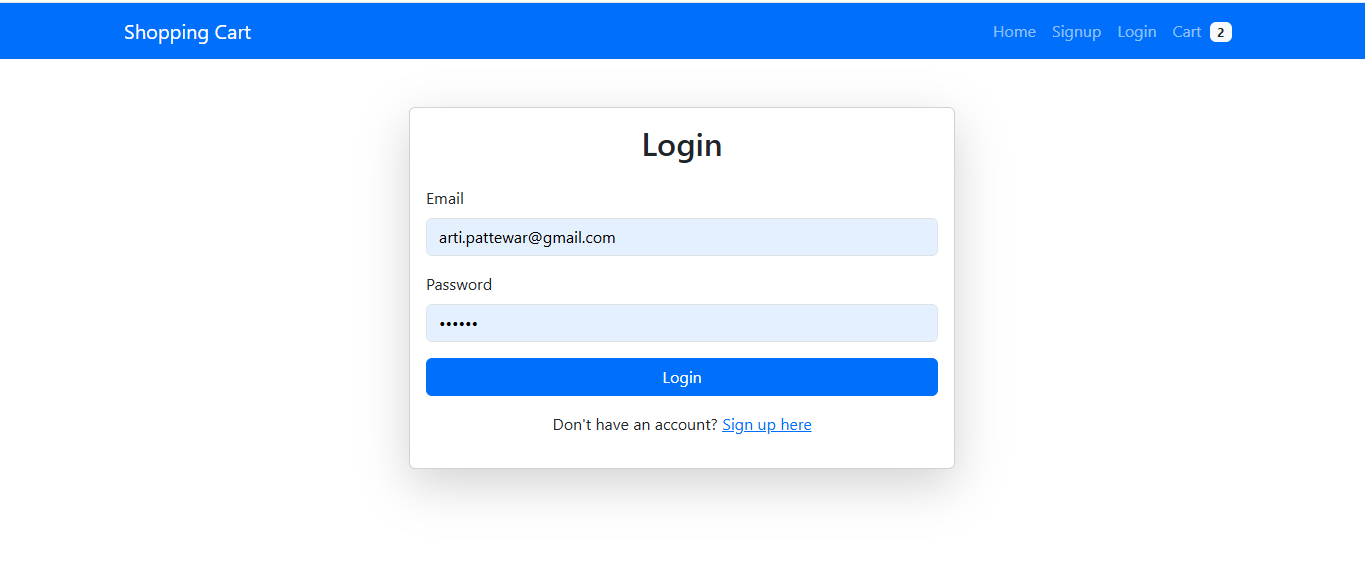 Shopping Cart Home Signup Login Cart 2
Login
Email
arti.pattewar@gmail.com
Password
••••••
Login
Don't have an account? Sign up here